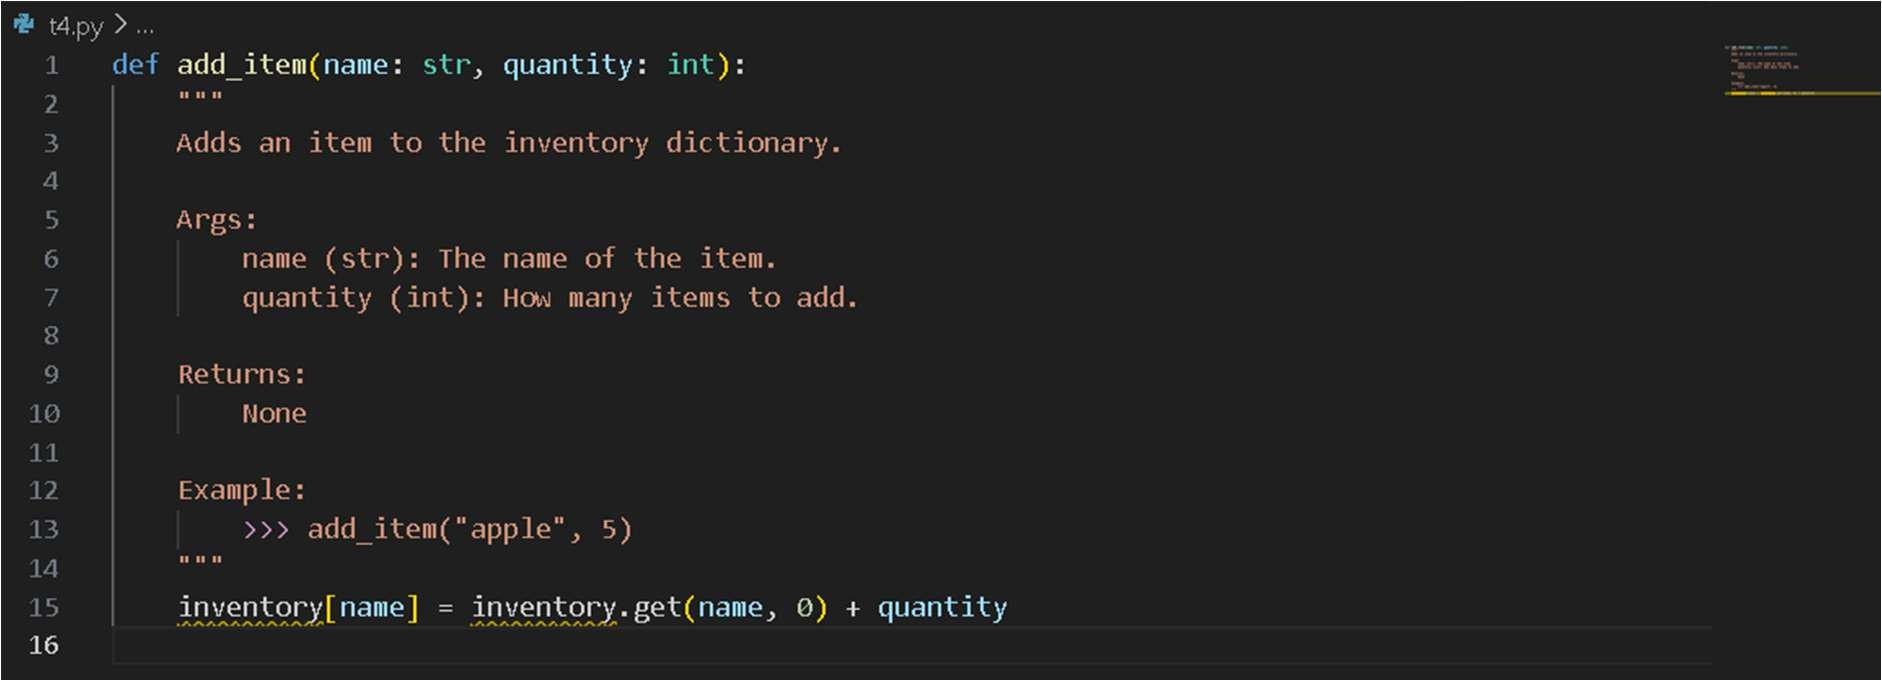 t4.py > ...
1 def add_item(name: str, quantity: int):
2     """
3     Adds an item to the inventory dictionary.
4
5     Args:
6         name (str): The name of the item.
7         quantity (int): How many items to add.
8
9     Returns:
10         None
11
12     Example:
13         >>> add_item("apple", 5)
14     """
15     inventory[name] = inventory.get(name, 0) + quantity
16